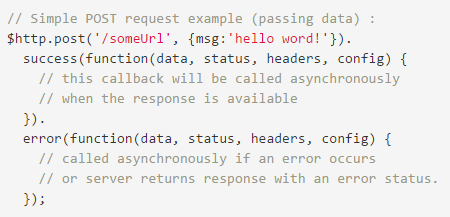 // Simple POST request example (passing data) :
$http.post('/someUrl', {msg:'hello word!'}).
  success(function(data, status, headers, config) {
    // this callback will be called asynchronously
    // when the response is available
  }).
  error(function(data, status, headers, config) {
    // called asynchronously if an error occurs
    // or server returns response with an error status.
  });